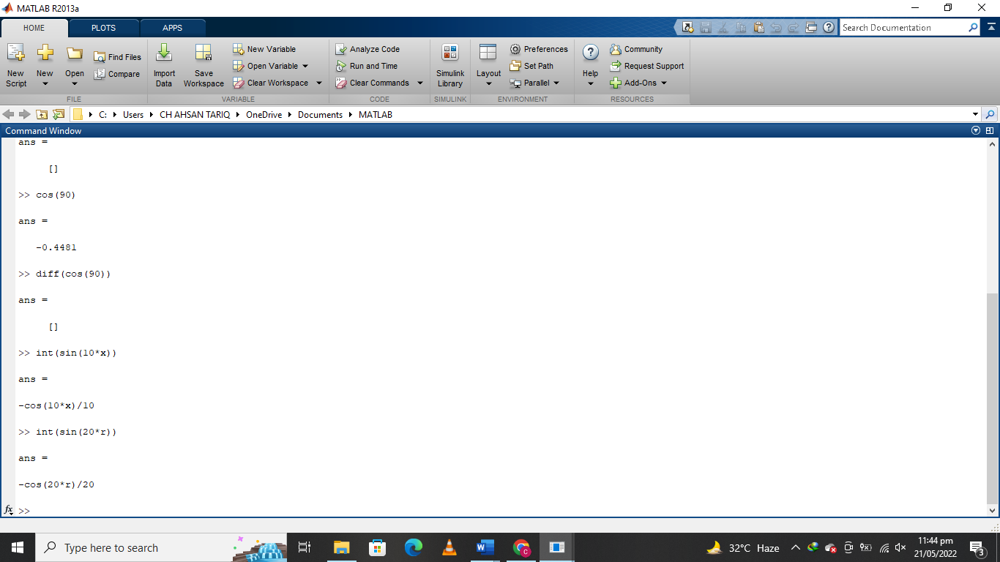 MATLAB R2013a
HOME PLOTS APPS
Search Documentation
New Script
New
Open
Find Files
Compare
Import Data
Save Workspace
New Variable
Open Variable
Clear Workspace
Analyze Code
Run and Time
Clear Commands
Simulink Library
Layout
Preferences
Set Path
Parallel
Help
Community
Request Support
Add-Ons
FILE VARIABLE CODE SIMULINK ENVIRONMENT RESOURCES
C: Users CH AHSAN TARIQ OneDrive Documents MATLAB
Command Window
ans =
[]
>> cos(90)
ans =
-0.4481
>> diff(cos(90))
ans =
[]
>> int(sin(10*x))
ans =
-cos(10*x)/10
>> int(sin(20*r))
ans =
-cos(20*r)/20
fx >>
Type here to search
32°C Haze
11:44 pm
21/05/2022
3